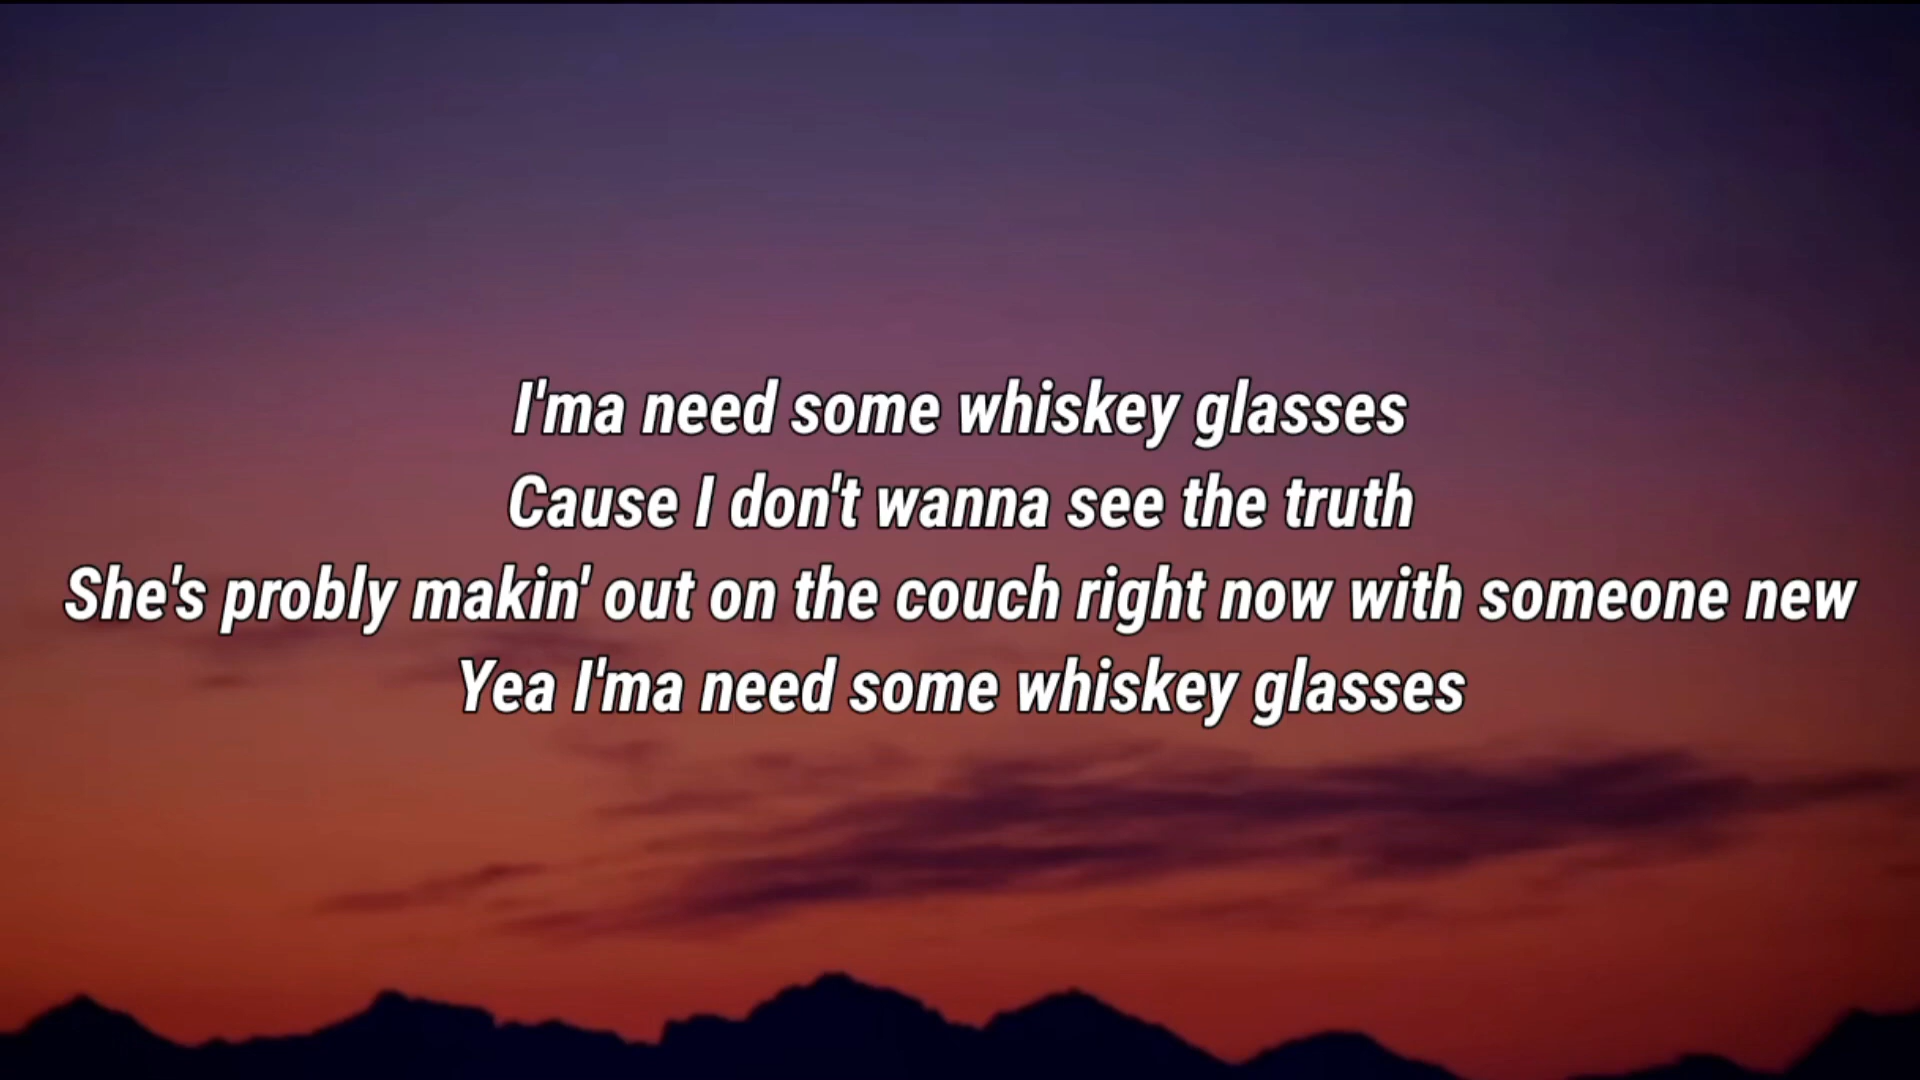 I'ma need some whiskey glasses
Cause I don't wanna see the truth
She's probly makin' out on the couch right now with someone new
Yea I'ma need some whiskey glasses